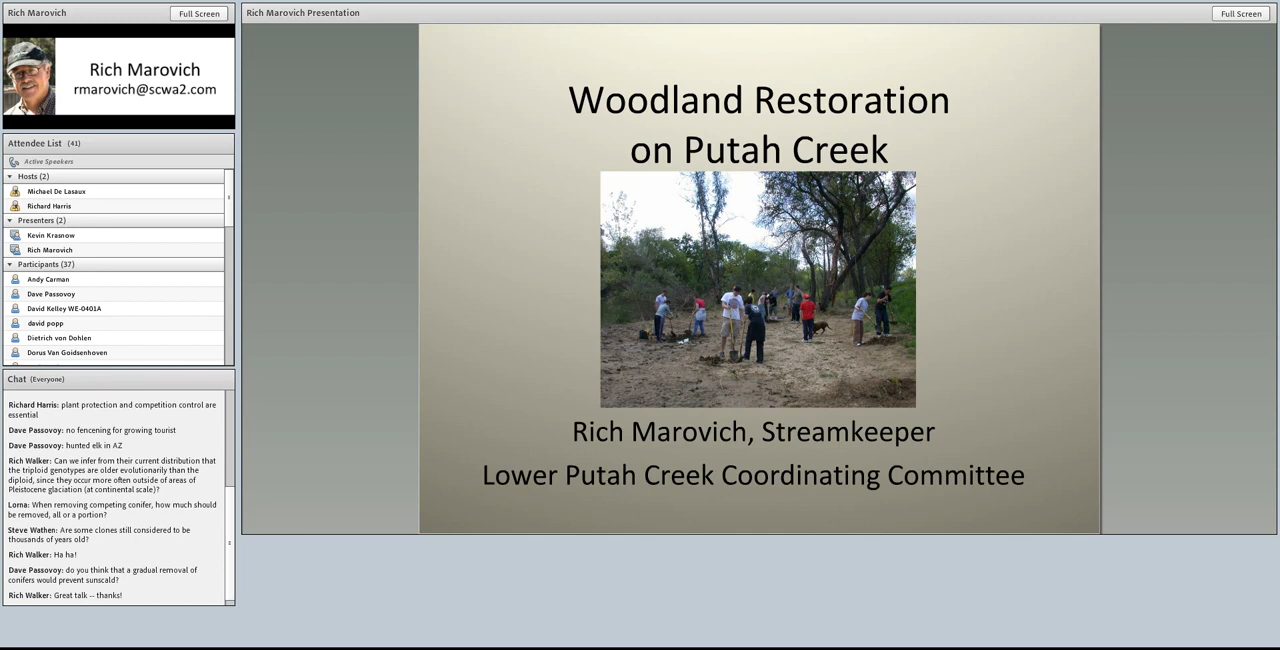 Rich Marovich
Full Screen
Rich Marovich
rmarovich@scwa2.com
Attendee List (41)
Active Speakers
Hosts (2)
Michael De Lasaux
Richard Harris
Presenters (2)
Kevin Krasnow
Rich Marovich
Participants (37)
Andy Carman
Dave Passovoy
David Kelley WE-0401A
david popp
Dietrich von Dohlen
Dorus Van Goidsenhoven
Chat (Everyone)
Richard Harris: plant protection and competition control are
essential
Dave Passovoy: no fencening for growing tourist
Dave Passovoy: hunted elk in AZ
Rich Walker: Can we infer from their current distribution that
the triploid genotypes are older evolutionarily than the
diploid, since they occur more often outside of areas of
Pleistocene glaciation (at continental scale)?
Lorna: When removing competing conifer, how much should
be removed, all or a portion?
Steve Wathen: Are some clones still considered to be
thousands of years old?
Rich Walker: Ha ha!
Dave Passovoy: do you think that a gradual removal of
conifers would prevent sunscald?
Rich Walker: Great talk -- thanks!
Rich Marovich Presentation
Full Screen
Woodland Restoration
on Putah Creek
Rich Marovich, Streamkeeper
Lower Putah Creek Coordinating Committee